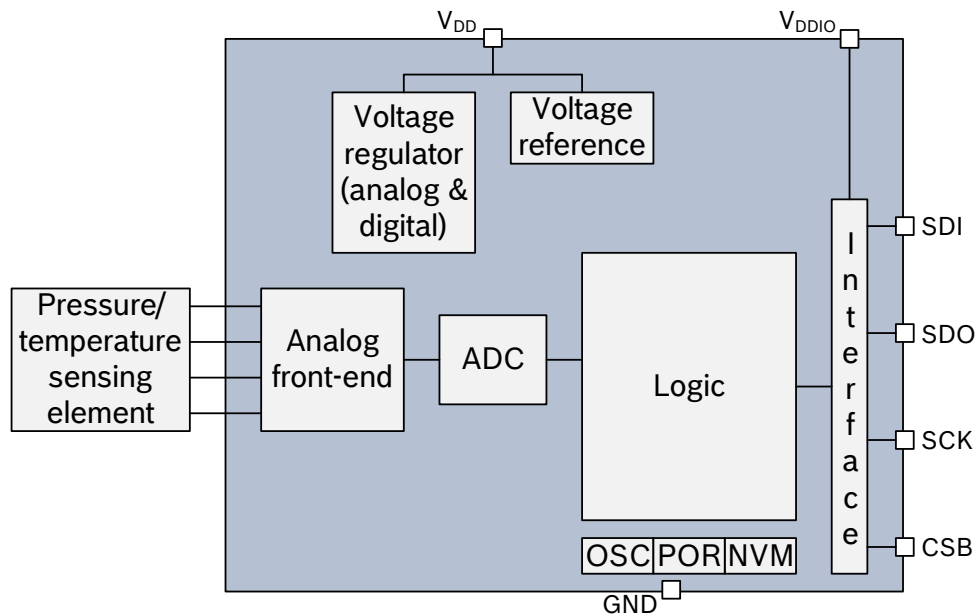 VDD
VDDIO
Voltage
regulator
(analog &
digital)
Voltage
reference
Pressure/
temperature
sensing
element
Analog
front-end
ADC
Logic
Interface
SDI
SDO
SCK
CSB
OSC POR NVM
GND